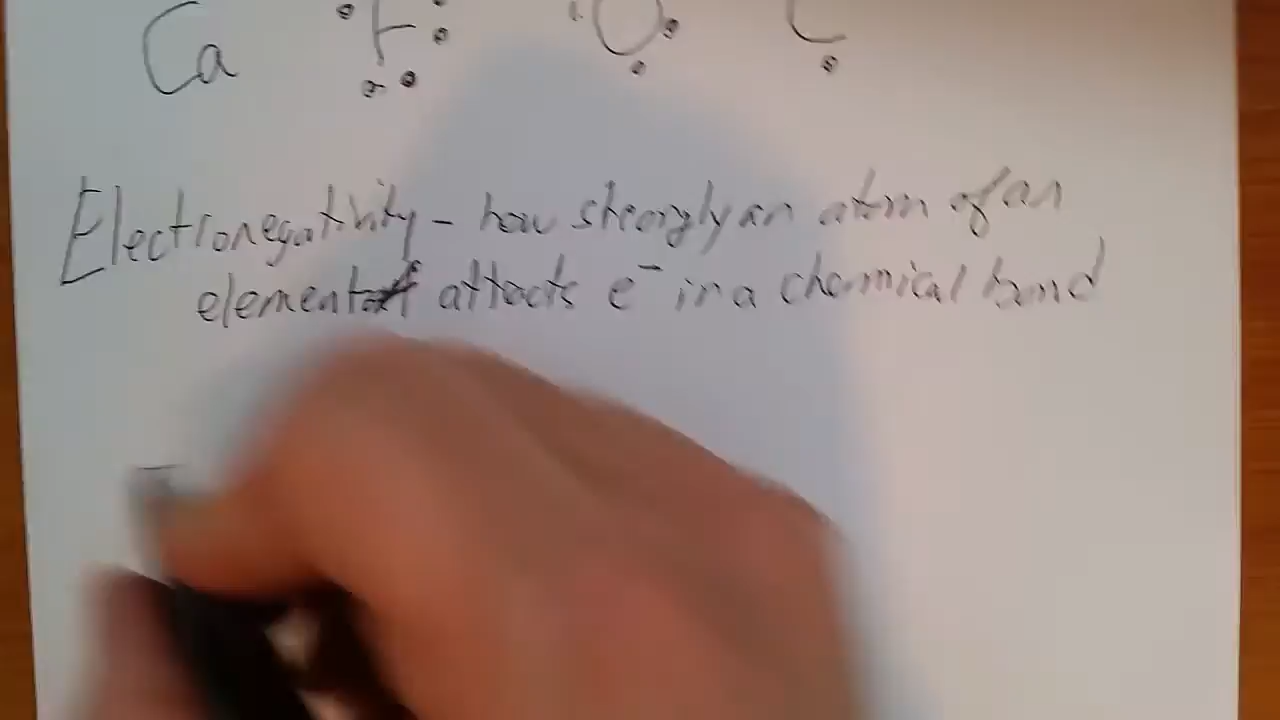 Ca F O C
Electronegativity - how strongly an atom of an
element attracts e⁻ in a chemical bond